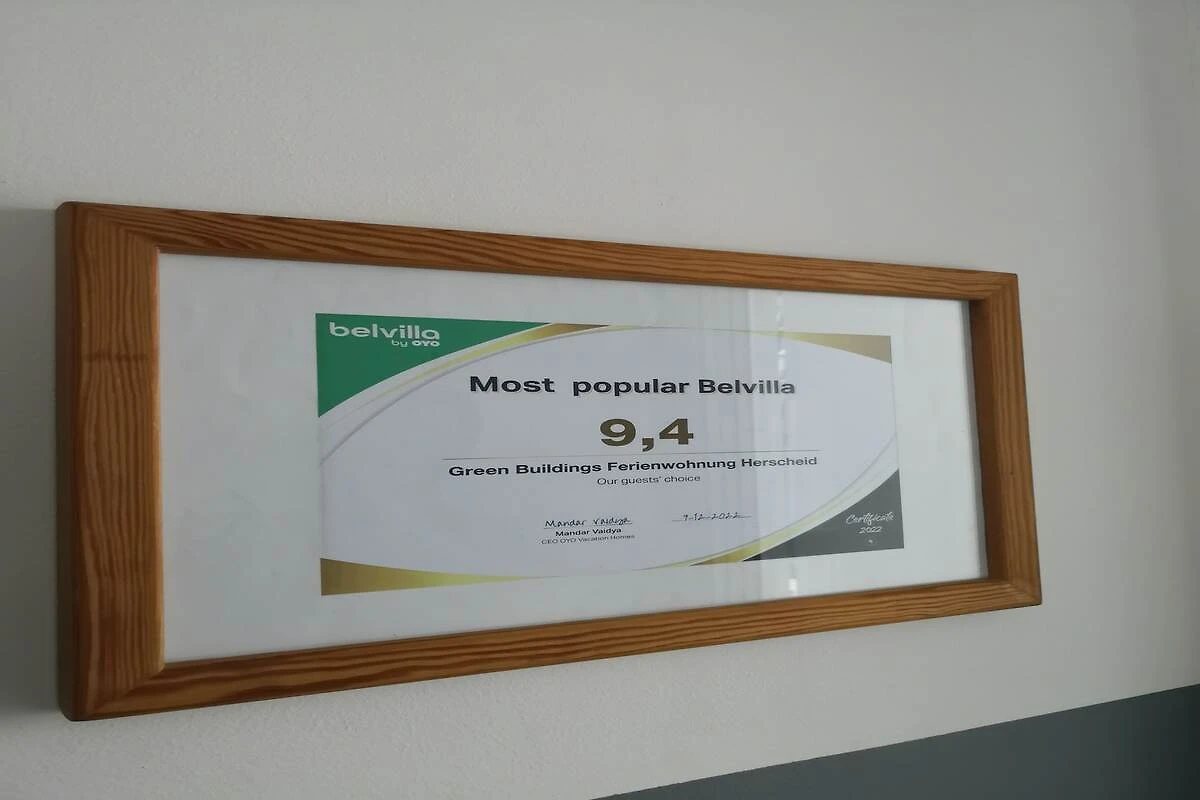 belvilla
by OYO
Most popular Belvilla
9,4
Green Buildings Ferienwohnung Herscheid
Our guests' choice
Mandar Vaidya
9-12-2022
Mandar Vaidya
CEO OYO Vacation Homes
Certificate
2022